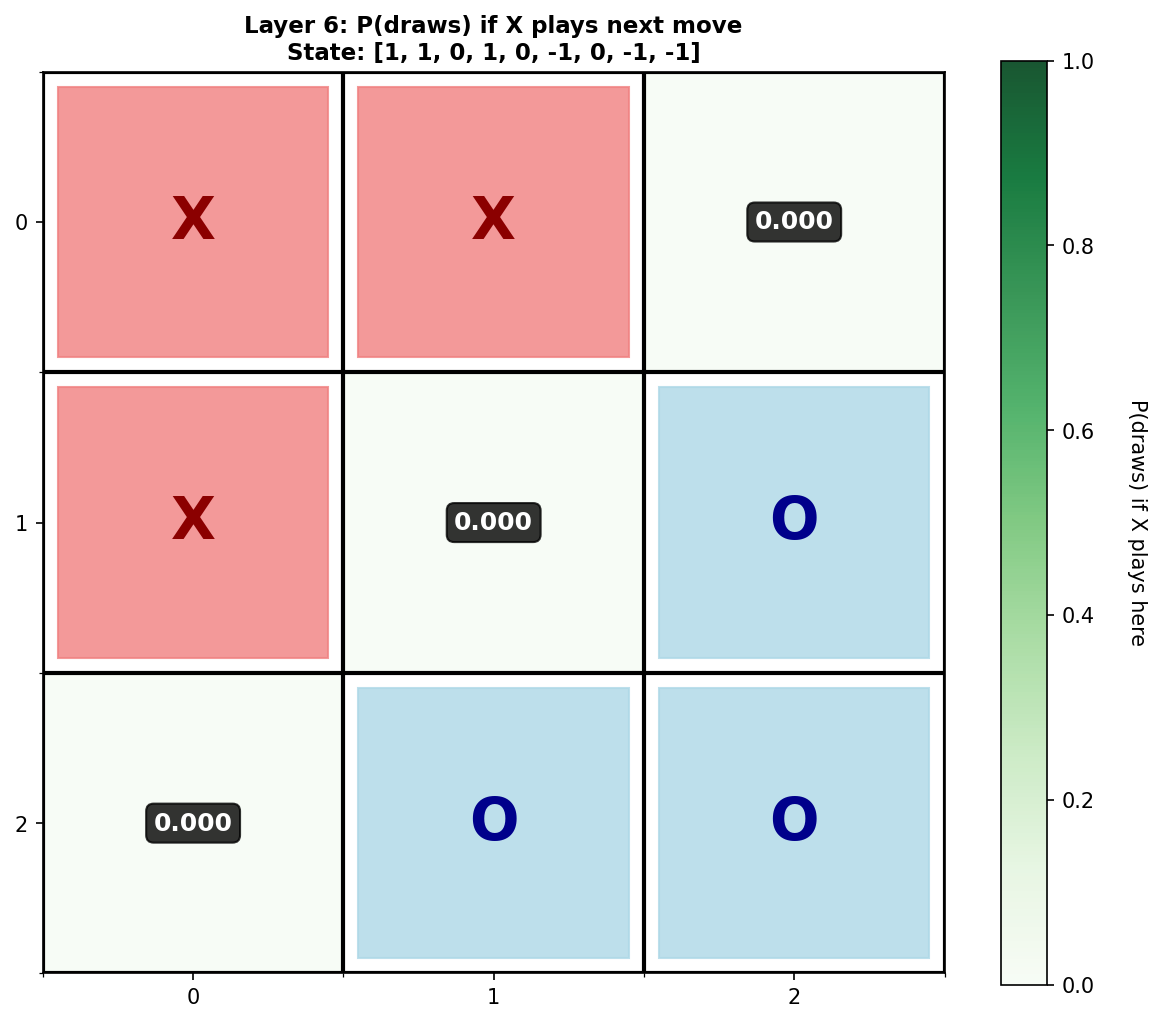 Layer 6: P(draws) if X plays next move
State: [1, 1, 0, 1, 0, -1, 0, -1, -1]
X
X
0.000
X
0.000
O
0.000
O
O
0
1
2
0
1
2
1.0
0.8
0.6
0.4
0.2
0.0
P(draws) if X plays here